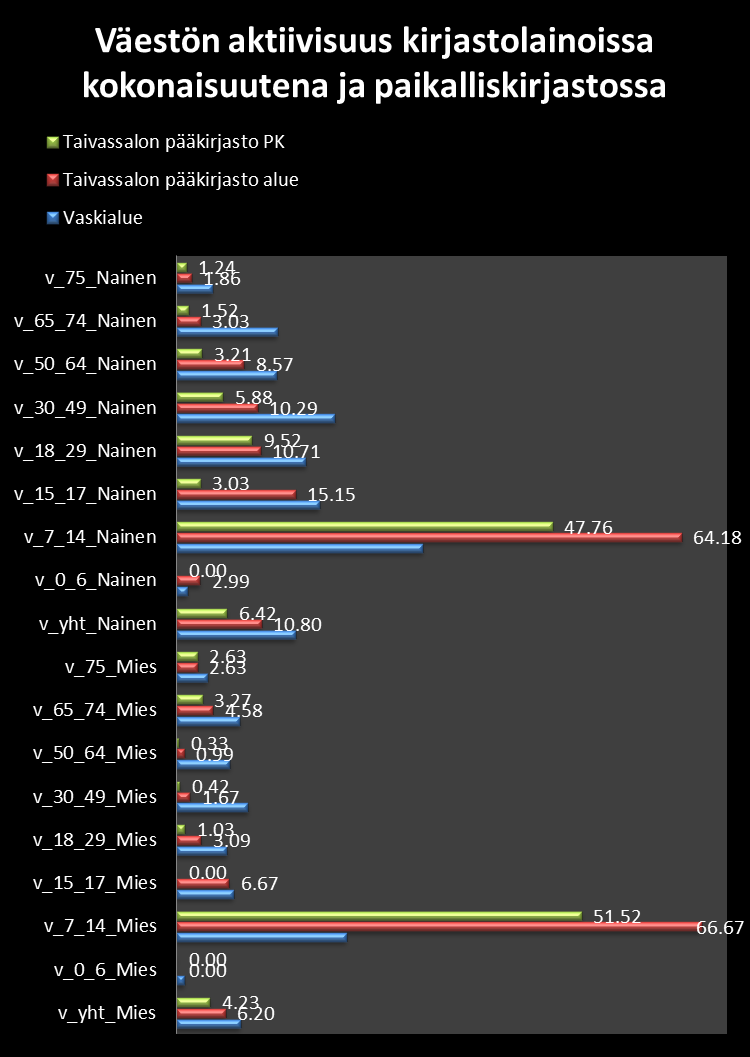 Väestön aktiivisuus kirjastolainoissa
kokonaisuutena ja paikalliskirjastossa
Taivassalon pääkirjasto PK
Taivassalon pääkirjasto alue
Vaskialue
v_75_Nainen
1.24
1.86
v_65_74_Nainen
1.52
3.03
v_50_64_Nainen
3.21
8.57
v_30_49_Nainen
5.88
10.29
v_18_29_Nainen
9.52
10.71
v_15_17_Nainen
3.03
15.15
v_7_14_Nainen
47.76
64.18
v_0_6_Nainen
0.00
2.99
v_yht_Nainen
6.42
10.80
v_75_Mies
2.63
2.63
v_65_74_Mies
3.27
4.58
v_50_64_Mies
0.33
0.99
v_30_49_Mies
0.42
1.67
v_18_29_Mies
1.03
3.09
v_15_17_Mies
0.00
6.67
v_7_14_Mies
51.52
66.67
v_0_6_Mies
0.00
0.00
v_yht_Mies
4.23
6.20